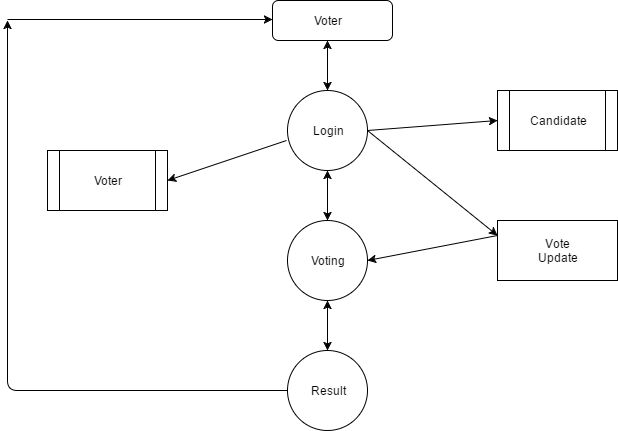 Voter
Login
Candidate
Voter
Vote
Update
Voting
Result